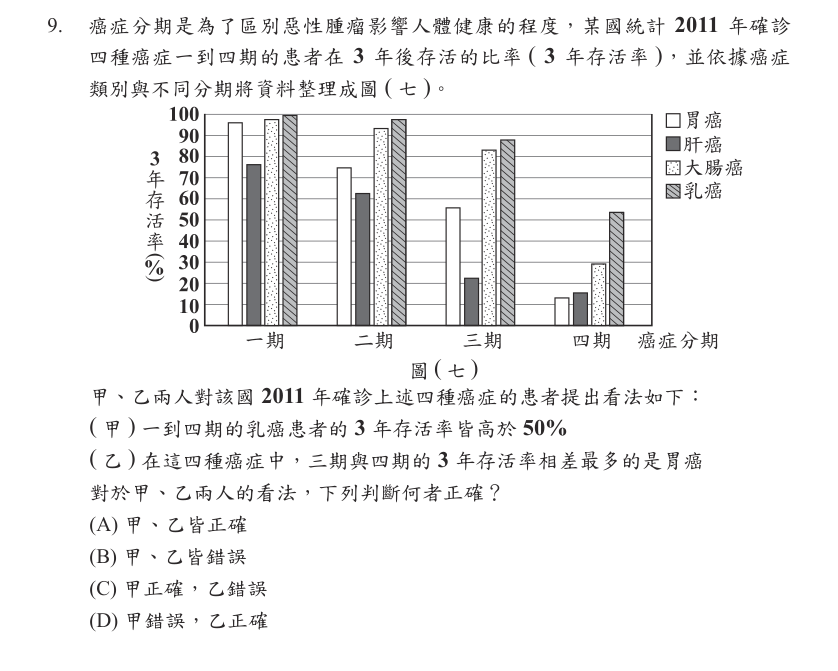 9. 癌症分期是為了區別惡性腫瘤影響人體健康的程度，某國統計 2011 年確診
四種癌症一到四期的患者在 3 年後存活的比率 ( 3 年存活率 )，並依據癌症
類別與不同分期將資料整理成圖 ( 七 )。
3年存活率(%)
100
90
80
70
60
50
40
30
20
10
0
胃癌
肝癌
大腸癌
乳癌
一期 二期 三期 四期 癌症分期
圖 ( 七 )
甲、乙兩人對該國 2011 年確診上述四種癌症的患者提出看法如下：
( 甲 ) 一到四期的乳癌患者的 3 年存活率皆高於 50%
( 乙 ) 在這四種癌症中，三期與四期的 3 年存活率相差最多的是胃癌
對於甲、乙兩人的看法，下列判斷何者正確？
(A) 甲、乙皆正確
(B) 甲、乙皆錯誤
(C) 甲正確，乙錯誤
(D) 甲錯誤，乙正確